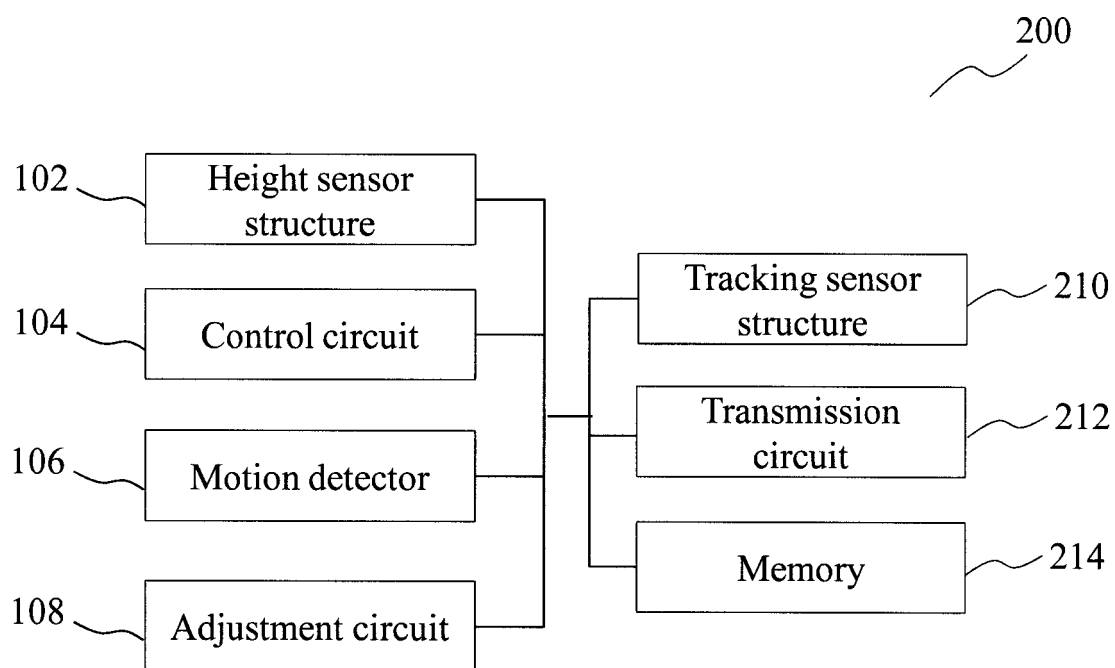 200
102
Height sensor
structure
104
Control circuit
106
Motion detector
108
Adjustment circuit
Tracking sensor
structure
210
Transmission
circuit
212
Memory
214